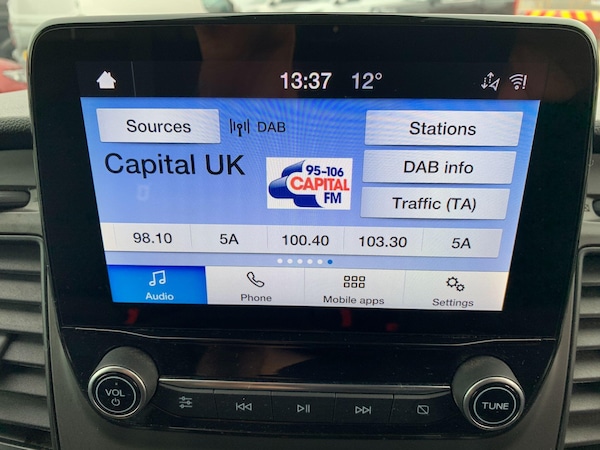 13:37 12°
Sources DAB Stations
Capital UK
95-106
CAPITAL
FM
DAB info
Traffic (TA)
98.10 5A 100.40 103.30 5A
Audio Phone Mobile apps Settings
VOL TUNE